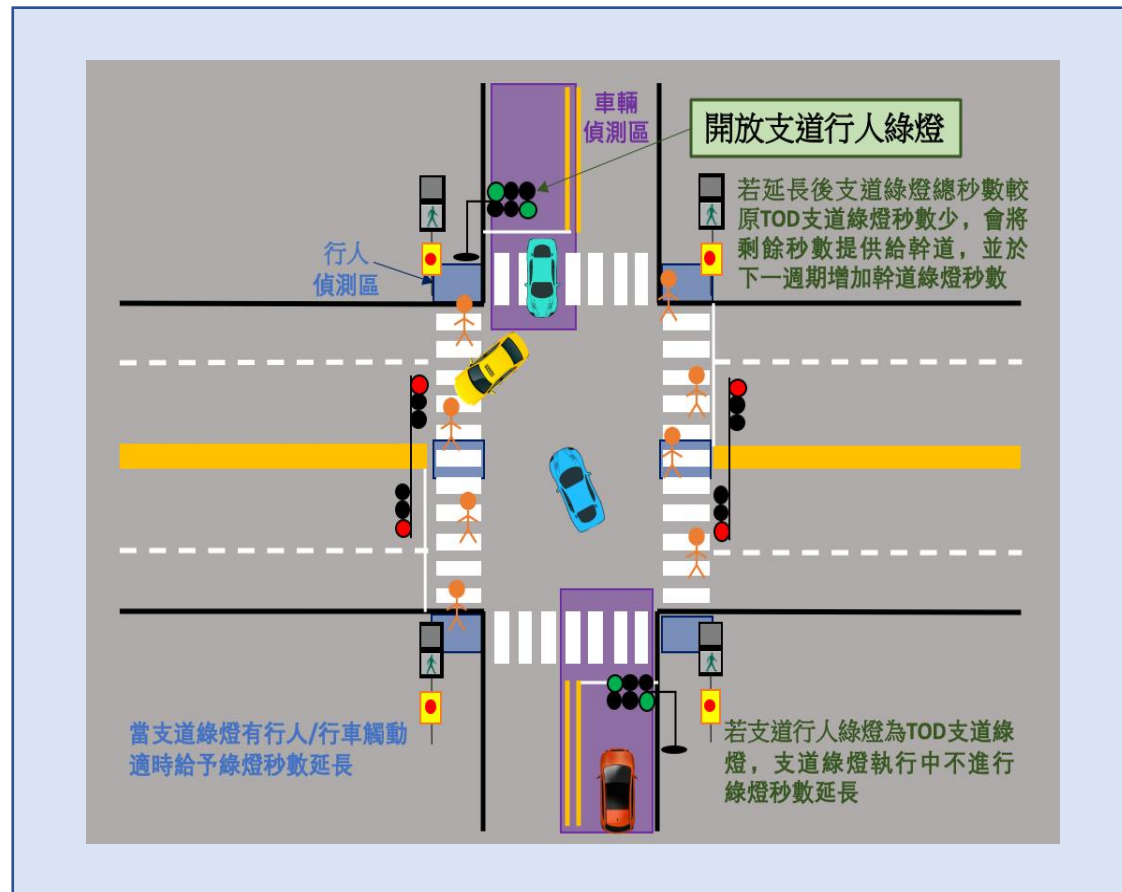 車輛
偵測區
開放支道行人綠燈
若延長後支道綠燈總秒數較
原TOD支道綠燈秒數少，會將
剩餘秒數提供給幹道，並於
下一週期增加幹道綠燈秒數
行人
偵測區
當支道綠燈有行人/行車觸動
適時給予綠燈秒數延長
若支道行人綠燈為TOD支道綠
燈，支道綠燈執行中不進行
綠燈秒數延長